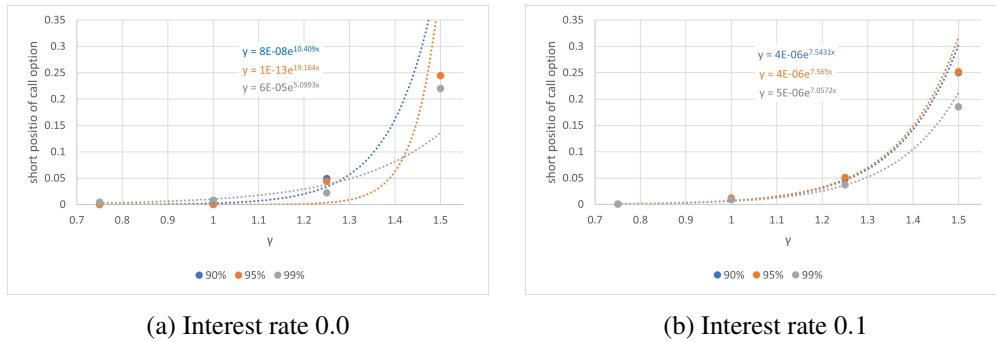 short positio of call option
0.35
0.3
0.25
0.2
0.15
0.1
0.05
0
y = 8E-08e^10.409x
y = 1E-13e^19.164x
y = 6E-05e^5.0993x
0.7 0.8 0.9 1 1.1 1.2 1.3 1.4 1.5
y
90% 95% 99%
(a) Interest rate 0.0
short positio of call option
0.35
0.3
0.25
0.2
0.15
0.1
0.05
0
y = 4E-06e^7.5431x
y = 4E-06e^7.565x
y = 5E-06e^7.0572x
0.7 0.8 0.9 1 1.1 1.2 1.3 1.4 1.5
y
90% 95% 99%
(b) Interest rate 0.1